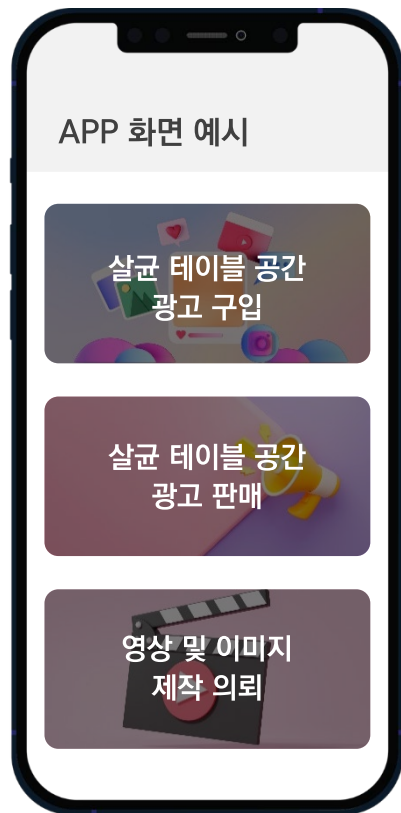 APP 화면 예시
살균 테이블 공간
광고 구입
살균 테이블 공간
광고 판매
영상 및 이미지
제작 의뢰